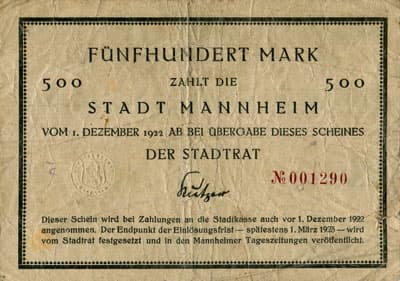 FÜNFHUNDERT MARK
500 ZAHLT DIE 500
STADT MANNHEIM
VOM 1. DEZEMBER 1922 AB BEI ÜBERGABE DIESES SCHEINES
DER STADTRAT
№ 001290
Kutzer
Dieser Schein wird bei Zahlungen an die Stadtkasse auch vor 1. Dezember 1922
angenommen. Der Endpunkt der Einlösungsfrist — spätestens 1. März 1923 — wird
vom Stadtrat festgesetzt und in den Mannheimer Tageszeitungen veröffentlicht.